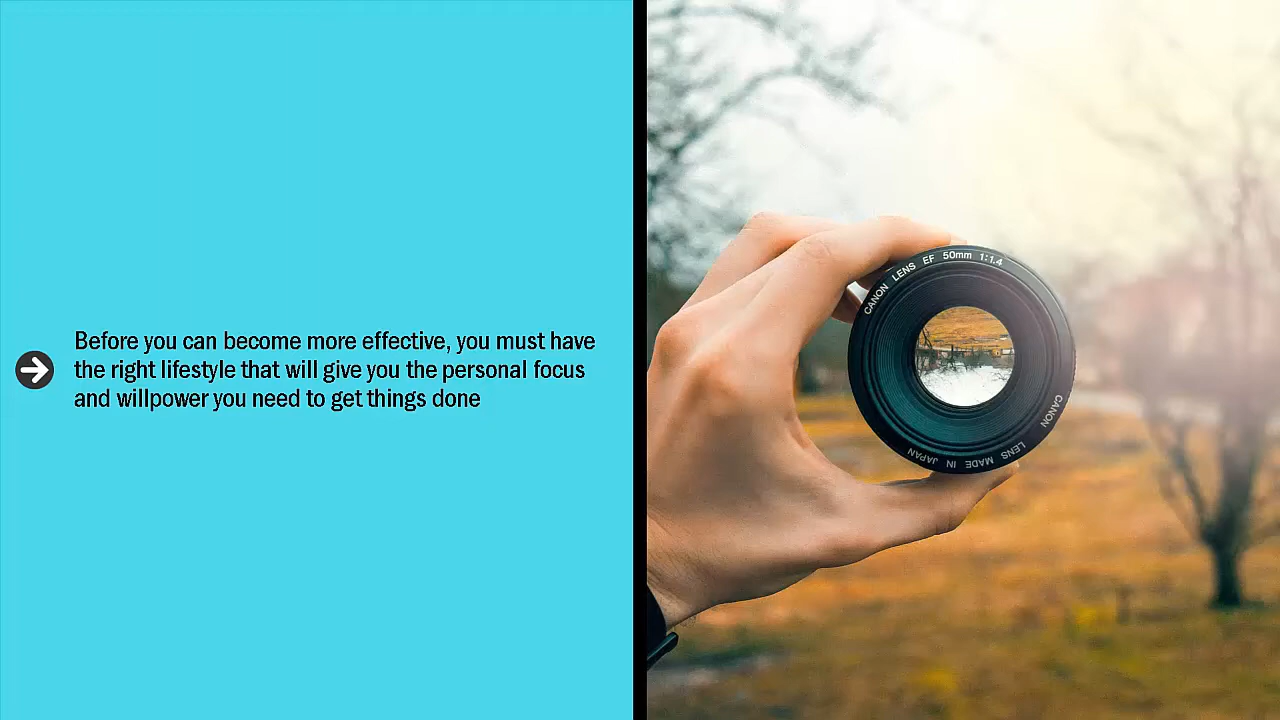 Before you can become more effective, you must have
the right lifestyle that will give you the personal focus
and willpower you need to get things done
CANON LENS EF 50mm 1:1.4
CANON LENS MADE IN JAPAN